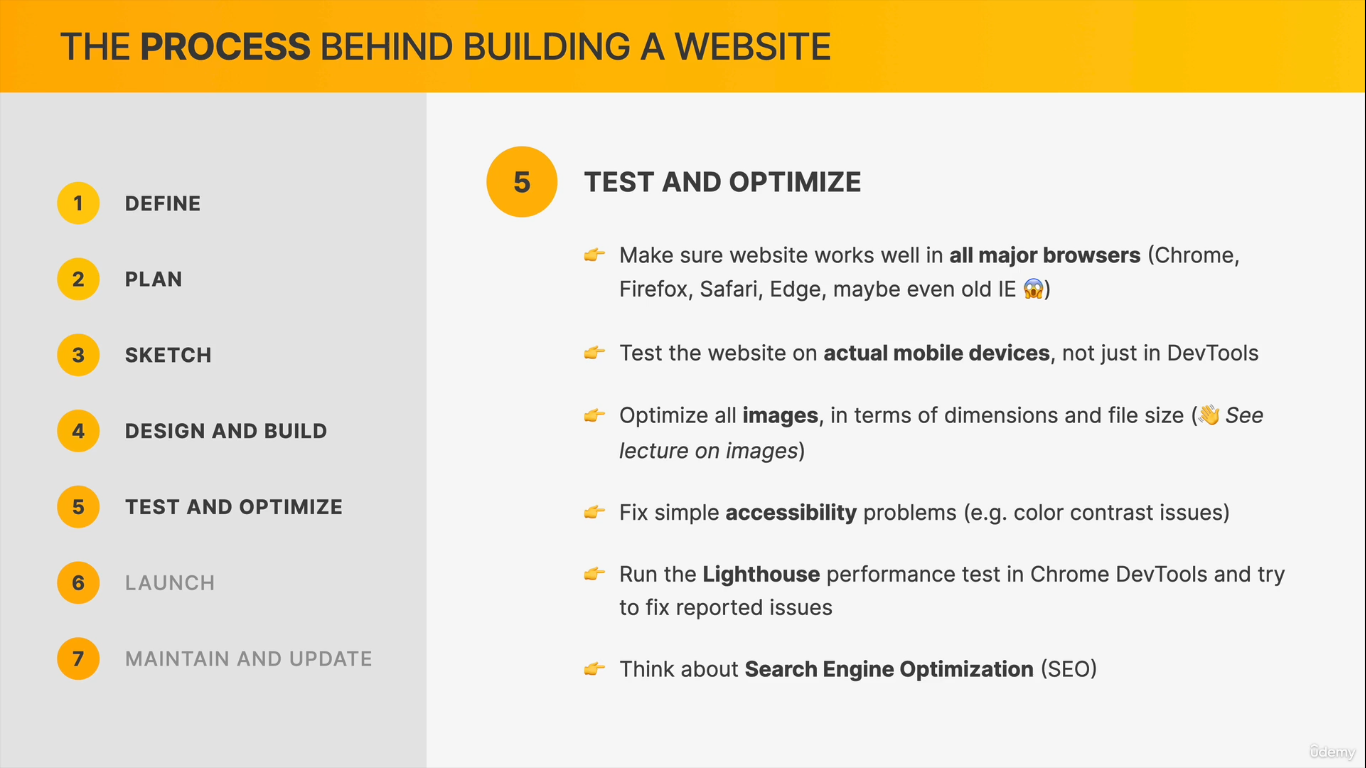 THE PROCESS BEHIND BUILDING A WEBSITE
1 DEFINE
2 PLAN
3 SKETCH
4 DESIGN AND BUILD
5 TEST AND OPTIMIZE
6 LAUNCH
7 MAINTAIN AND UPDATE
5 TEST AND OPTIMIZE
👉 Make sure website works well in all major browsers (Chrome,
Firefox, Safari, Edge, maybe even old IE 😱)
👉 Test the website on actual mobile devices, not just in DevTools
👉 Optimize all images, in terms of dimensions and file size (👋 See
lecture on images)
👉 Fix simple accessibility problems (e.g. color contrast issues)
👉 Run the Lighthouse performance test in Chrome DevTools and try
to fix reported issues
👉 Think about Search Engine Optimization (SEO)
ûdemy